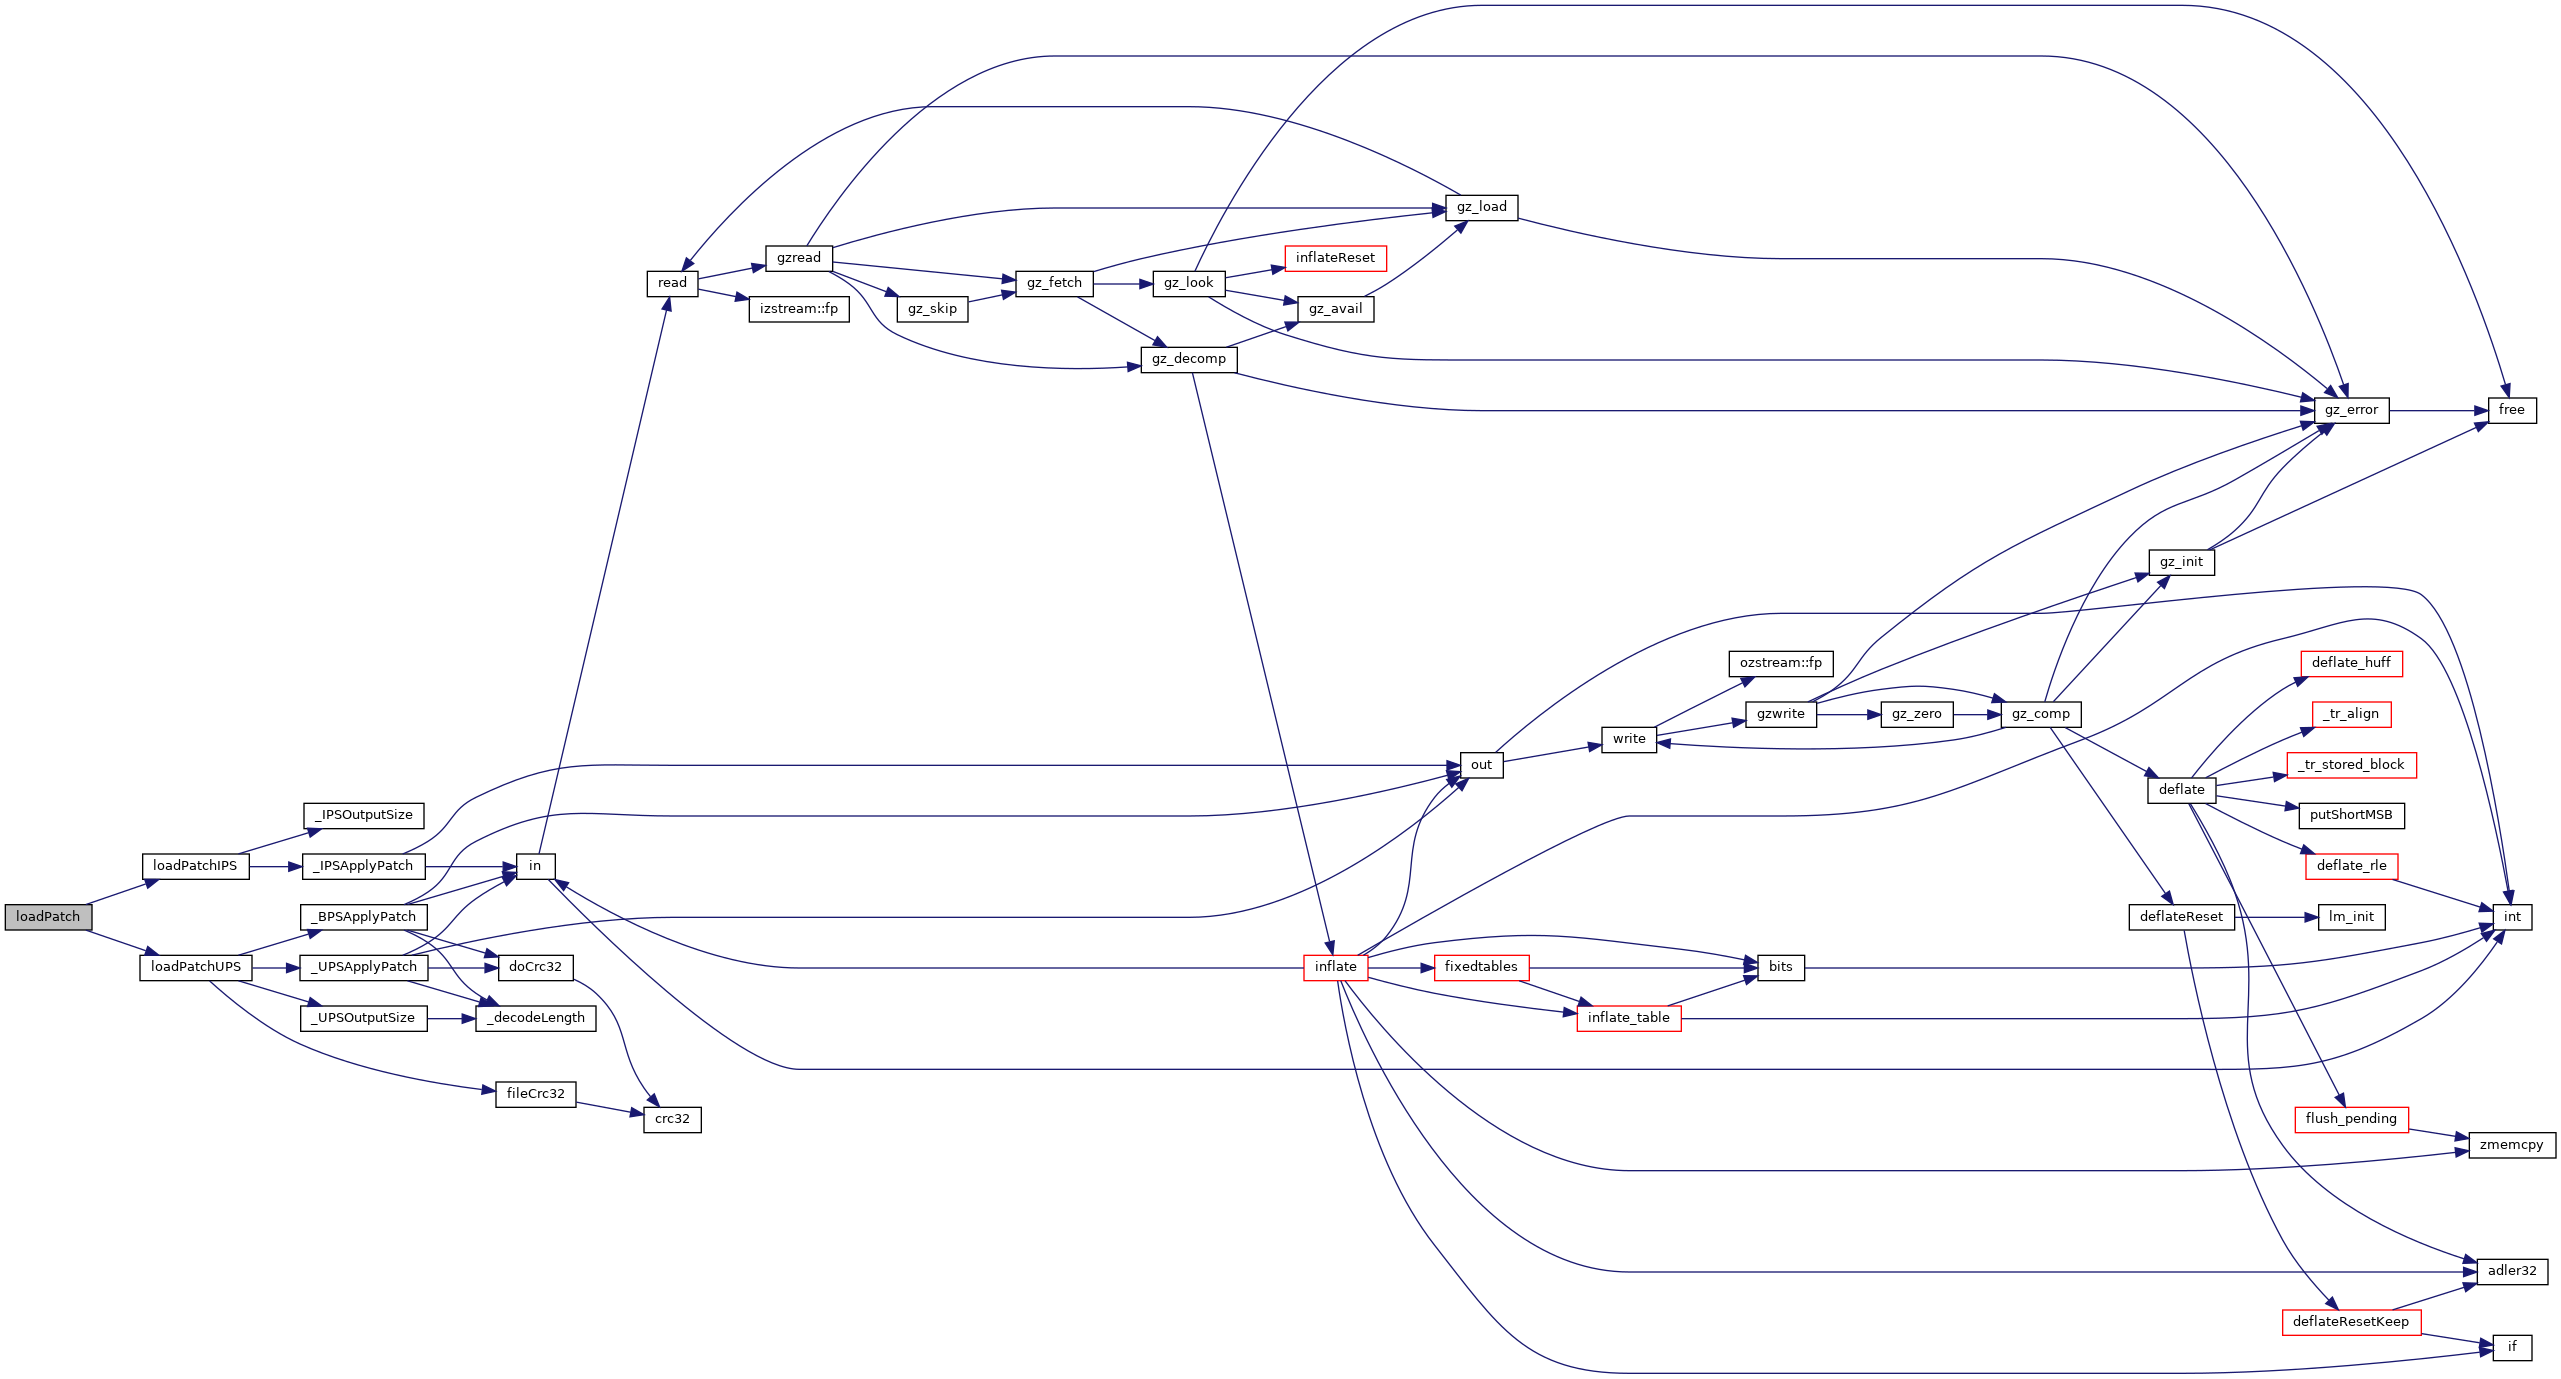 loadPatch
loadPatchIPS
loadPatchUPS
_IPSOutputSize
_IPSApplyPatch
_BPSApplyPatch
_UPSApplyPatch
_UPSOutputSize
in
doCrc32
_decodeLength
fileCrc32
read
crc32
gzread
izstream::fp
gz_skip
gz_fetch
gz_look
gz_decomp
inflateReset
gz_avail
inflate
gz_load
out
fixedtables
inflate_table
write
ozstream::fp
gzwrite
bits
gz_zero
gz_comp
gz_init
deflate
deflateReset
gz_error
deflate_huff
_tr_align
_tr_stored_block
putShortMSB
deflate_rle
lm_init
flush_pending
deflateResetKeep
free
int
zmemcpy
adler32
if